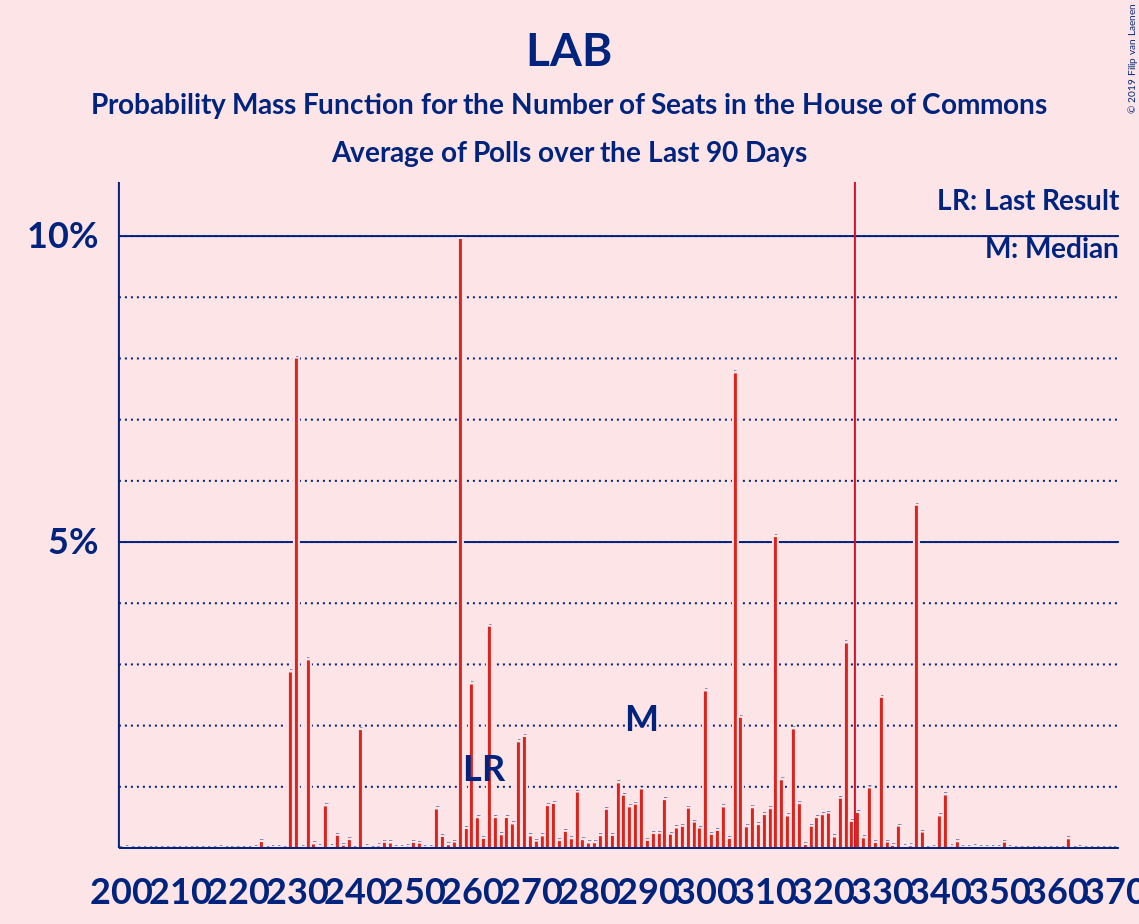 LAB
Probability Mass Function for the Number of Seats in the House of Commons
Average of Polls over the Last 90 Days
© 2019 Filip van Laenen
LR: Last Result
M: Median
10%
5%
M
LR
200 210 220 230 240 250 260 270 280 290 300 310 320 330 340 350 360 370